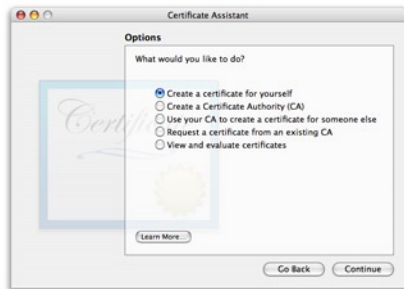 Certificate Assistant
Options
What would you like to do?
Create a certificate for yourself
Create a Certificate Authority (CA)
Use your CA to create a certificate for someone else
Request a certificate from an existing CA
View and evaluate certificates
Learn More...
Go Back
Continue